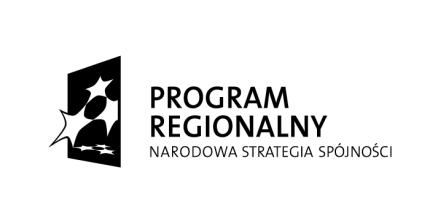 PROGRAM
REGIONALNY
NARODOWA STRATEGIA SPÓJNOŚCI